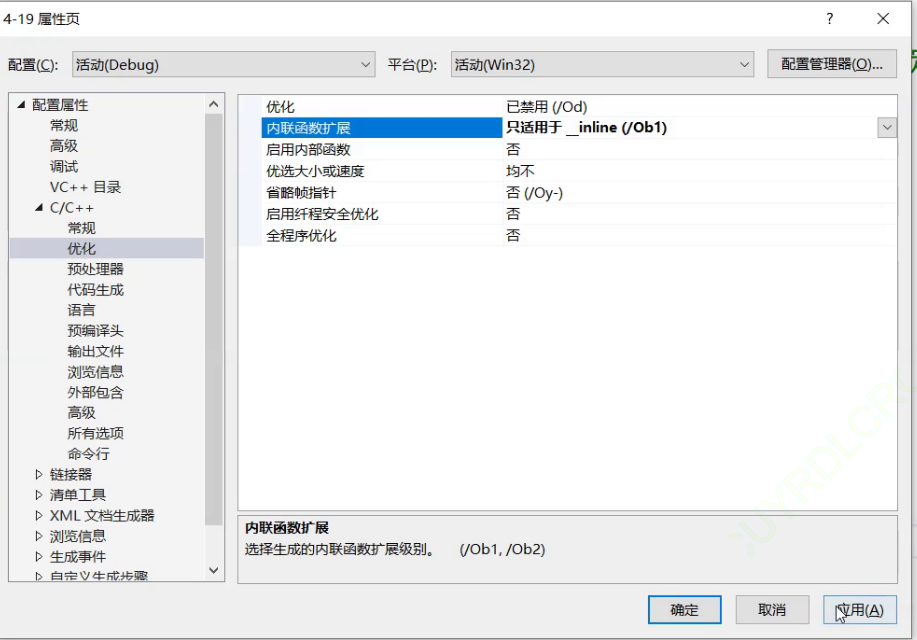 4-19 属性页
?
配置(C): 活动(Debug) 平台(P): 活动(Win32) 配置管理器(O)...
配置属性
常规
高级
调试
VC++ 目录
C/C++
常规
优化
预处理器
代码生成
语言
预编译头
输出文件
浏览信息
外部包含
高级
所有选项
命令行
链接器
清单工具
XML 文档生成器
浏览信息
生成事件
自定义生成步骤
优化 已禁用 (/Od)
内联函数扩展 只适用于 __inline (/Ob1)
启用内部函数 否
优选大小或速度 均不
省略帧指针 否 (/Oy-)
启用纤程安全优化 否
全程序优化 否
内联函数扩展
选择生成的内联函数扩展级别。 (/Ob1, /Ob2)
确定 取消 应用(A)